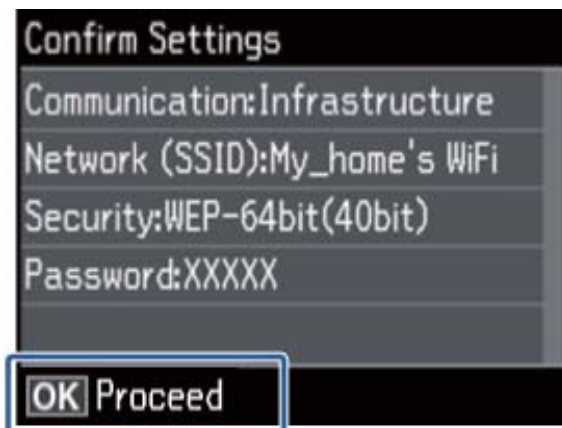 Confirm Settings
Communication:Infrastructure
Network (SSID):My_home's WiFi
Security:WEP-64bit(40bit)
Password:XXXXX
OK Proceed